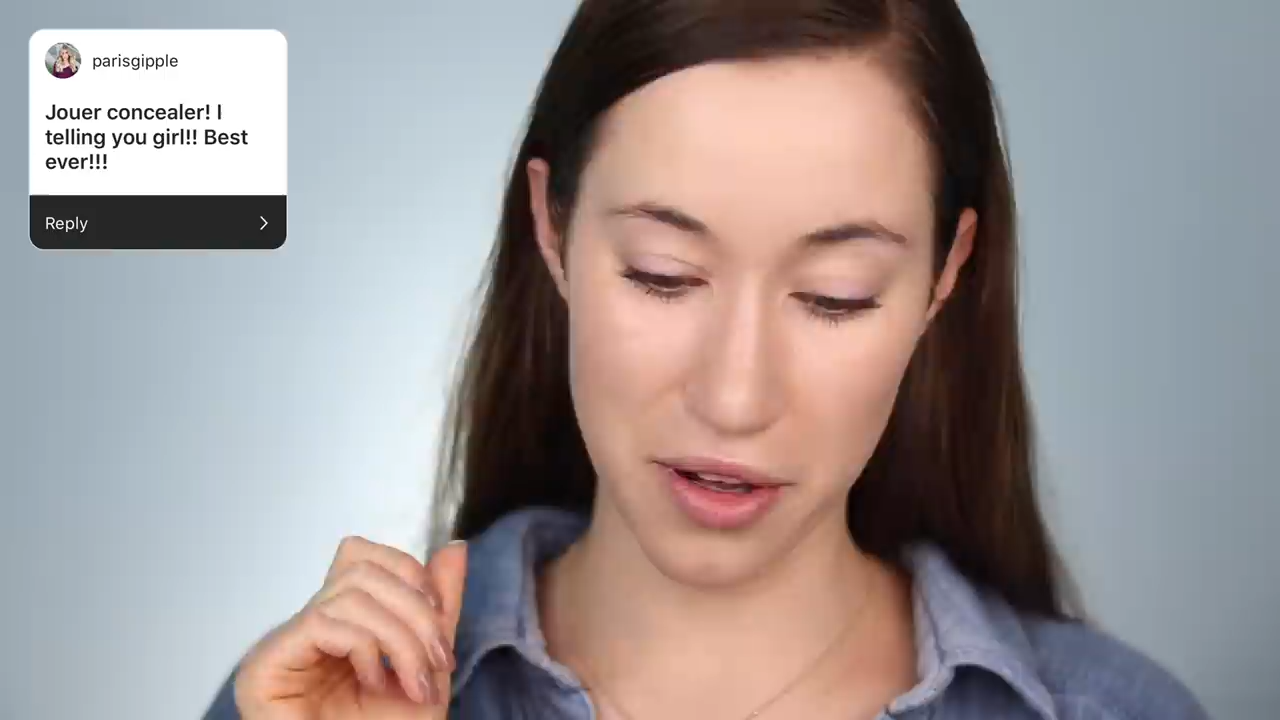 parisgipple
Jouer concealer! I
telling you girl!! Best
ever!!!
Reply